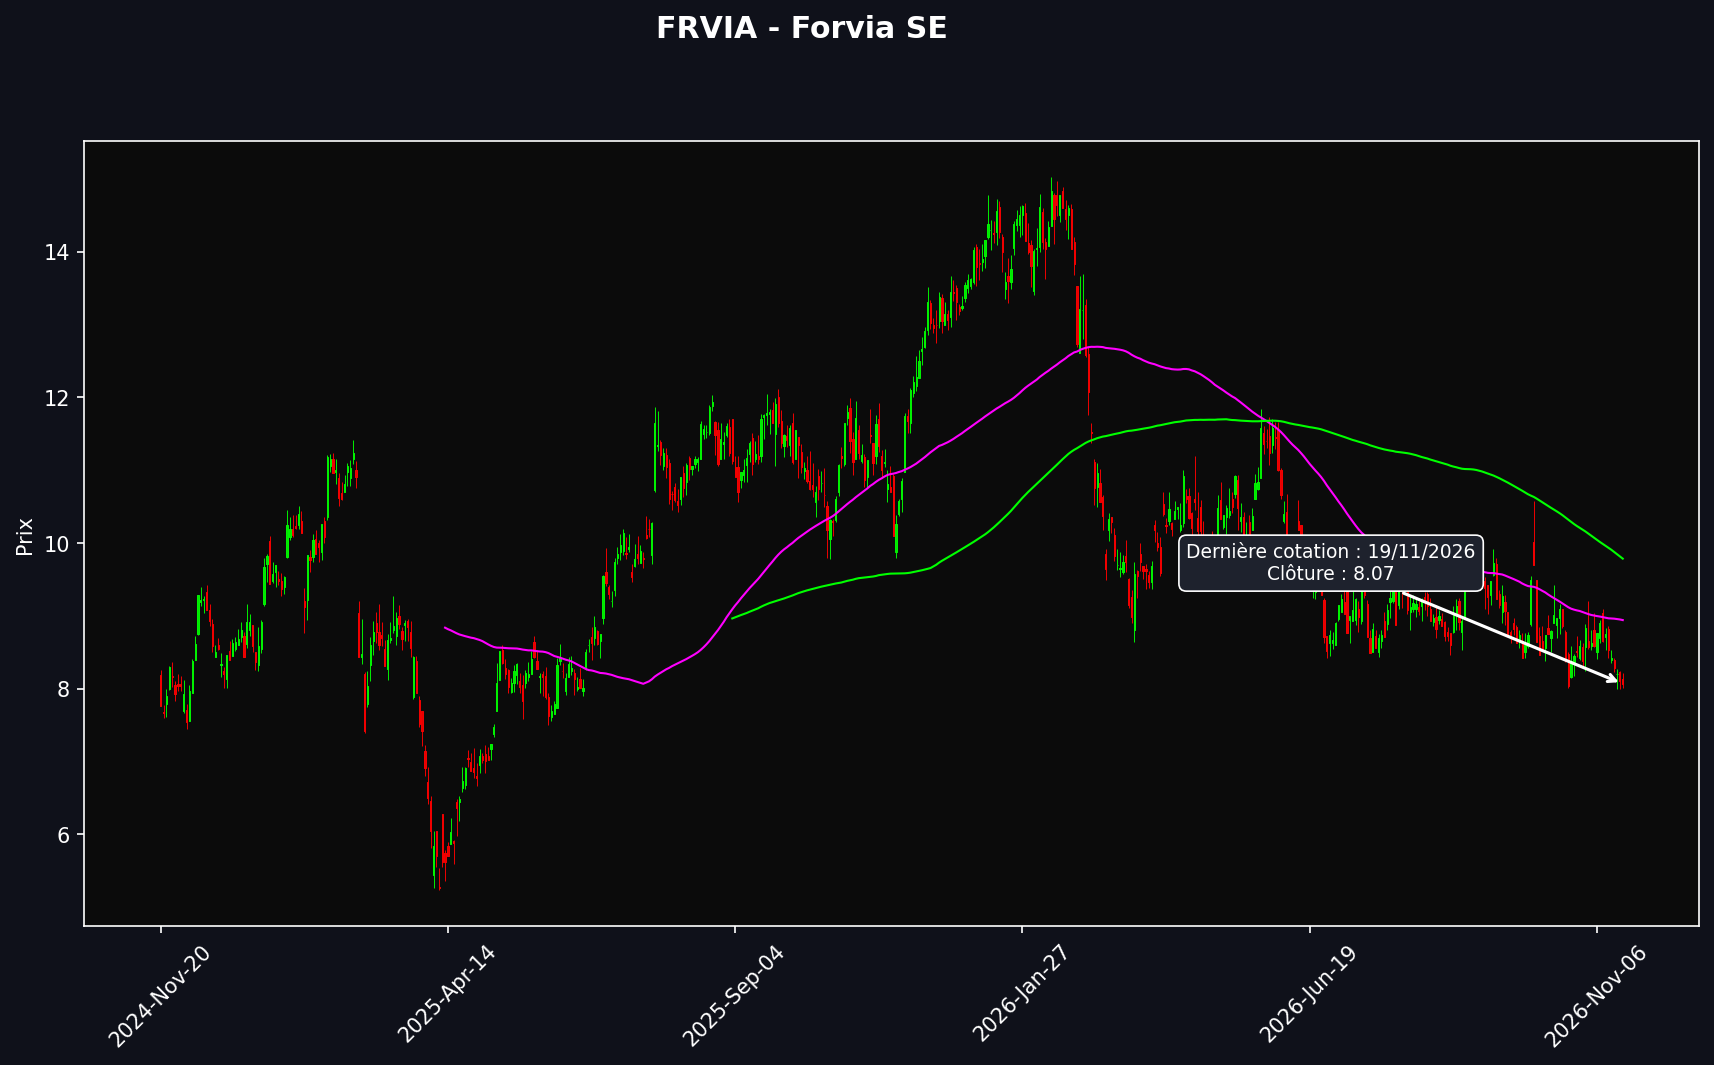 FRVIA - Forvia SE
Prix
14
12
10
8
6
Dernière cotation : 19/11/2026
Clôture : 8.07
2024-Nov-20
2025-Apr-14
2025-Sep-04
2026-Jan-27
2026-Jun-19
2026-Nov-06